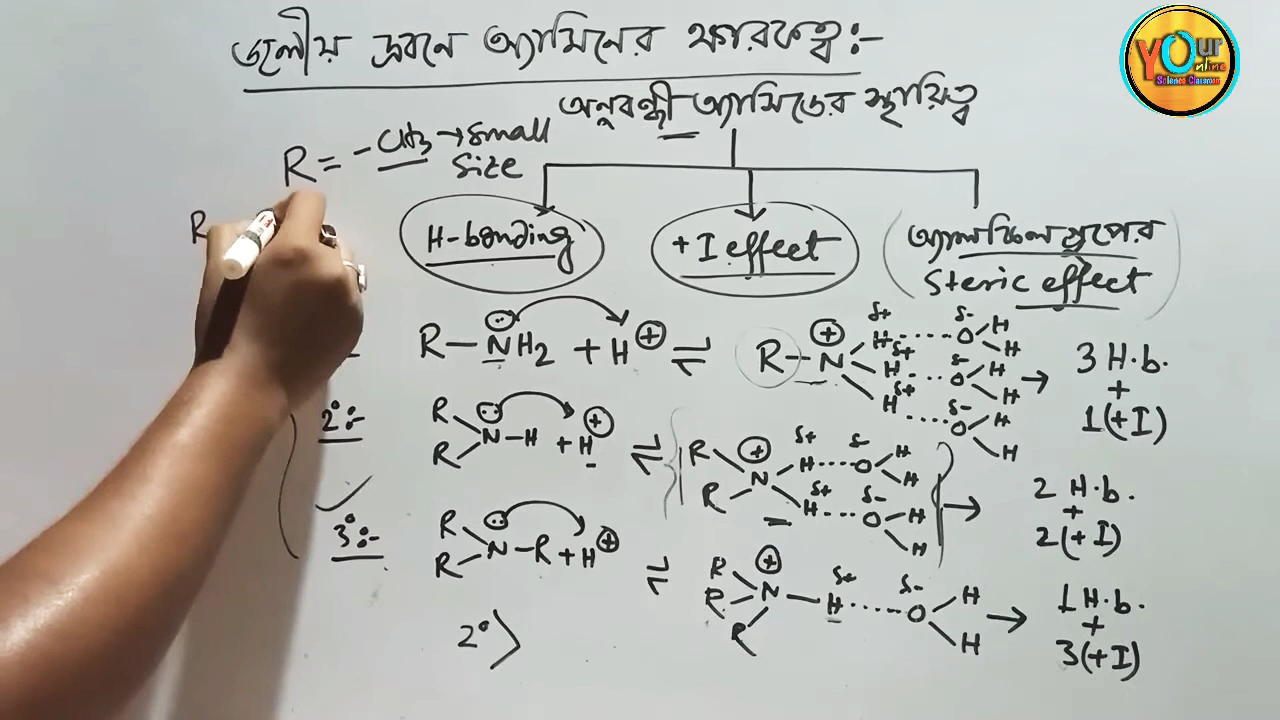 জলীয় দ্রবনে অ্যামিনের ক্ষারকত্ব :-
অনুবন্ধী অ্যাসিডের স্থায়িত্ব
R = -CH3 → Small
Size
R
H-bonding
+I effect
অ্যালকিল গ্রুপের
Steric effect
R — NH2 + H⊕ ⇌ R — N⊕ H δ+ ···· δ- O H H
H δ+ ···· δ- O H H
H δ+ ···· δ- O H H
→ 3 H.b.
+
1(+I)
2° :-
R R N — H + H⊕ ⇌ R R N⊕ H δ+ ···· δ- O H H
H δ+ ···· δ- O H H
→ 2 H.b.
+
2(+I)
3° :-
R R N — R + H⊕ ⇌ R R R N⊕ — H δ+ ····· δ- O H H
→ 1 H.b.
+
3(+I)
2° >
YOur
Online
Science Classroom